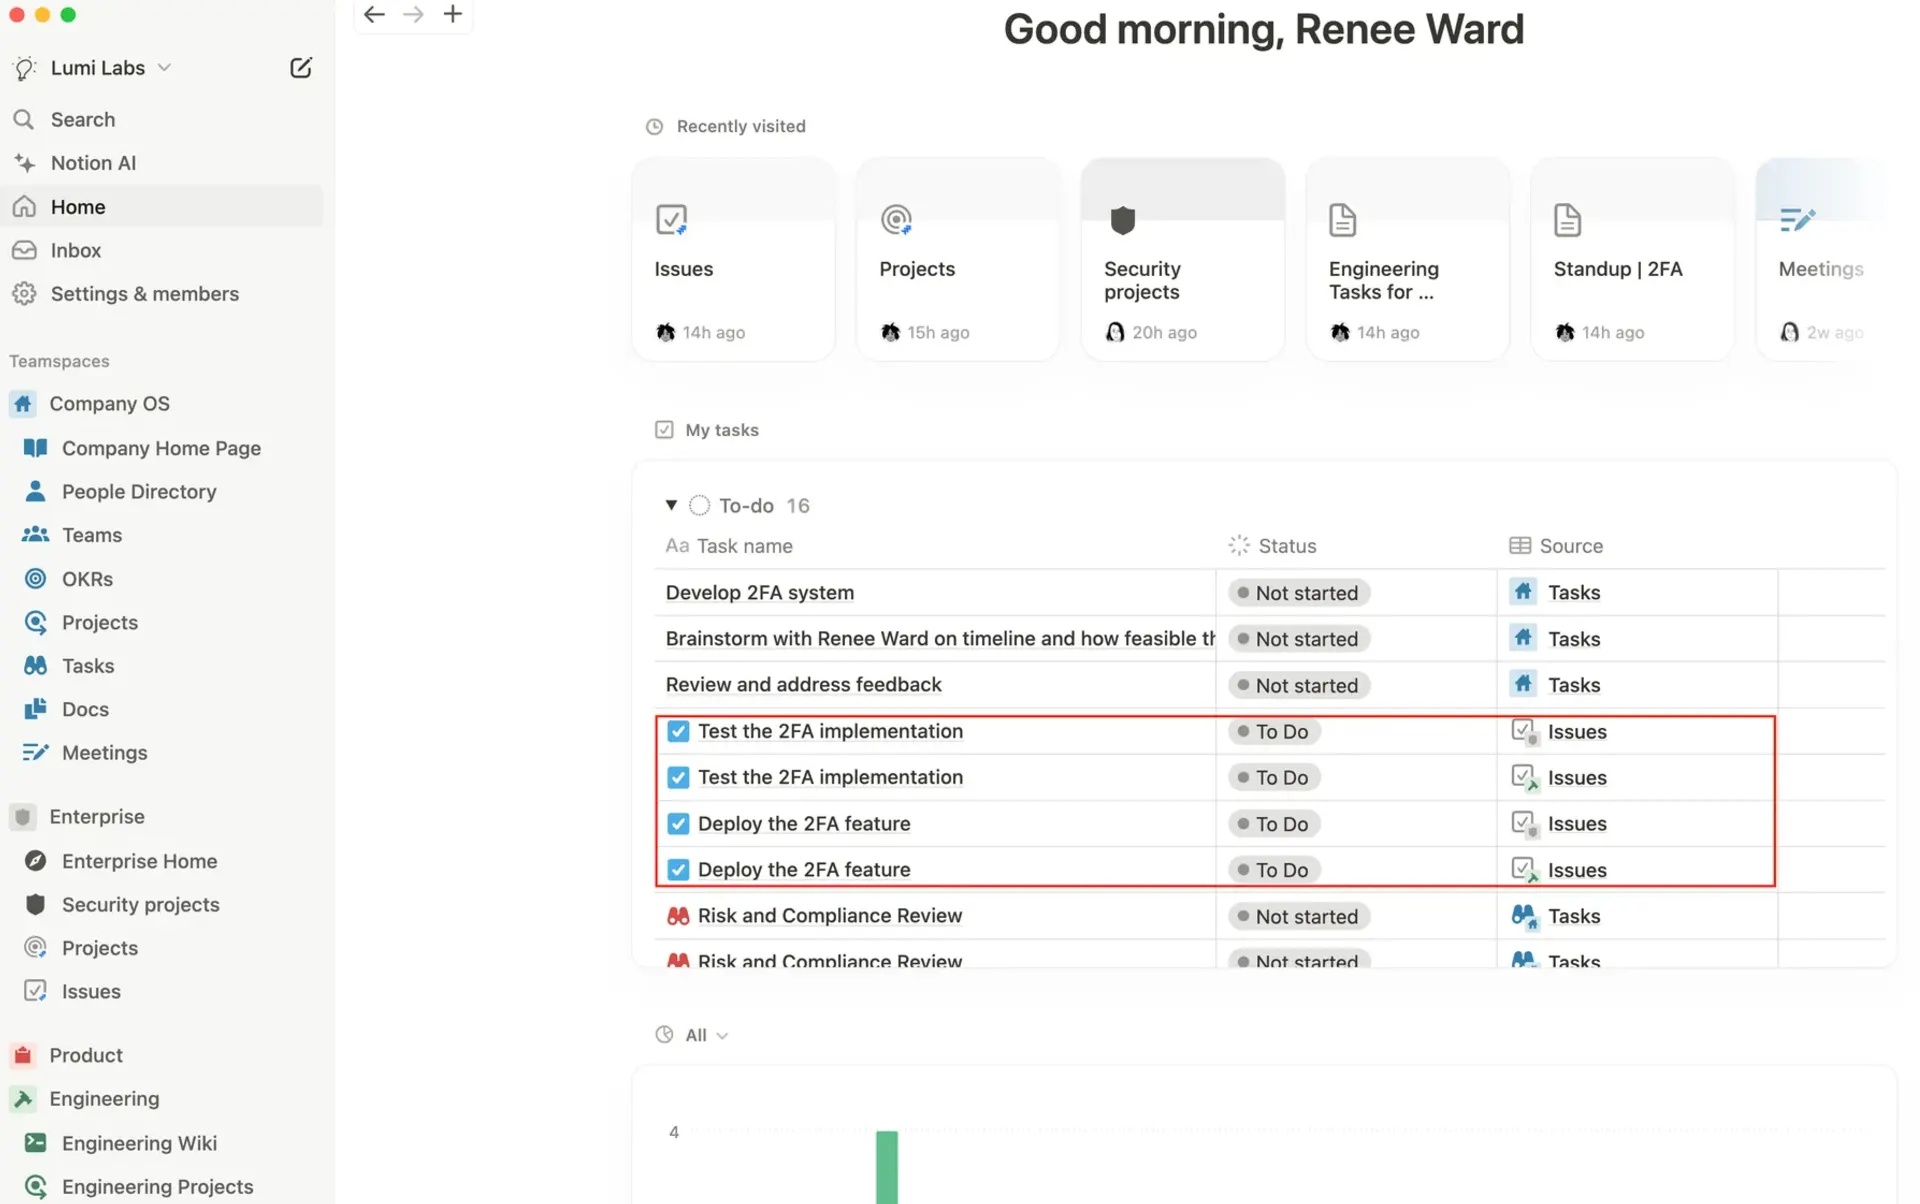 Lumi Labs
Search
Notion AI
Home
Inbox
Settings & members
Teamspaces
Company OS
Company Home Page
People Directory
Teams
OKRs
Projects
Tasks
Docs
Meetings
Enterprise
Enterprise Home
Security projects
Projects
Issues
Product
Engineering
Engineering Wiki
Engineering Projects
Good morning, Renee Ward
Recently visited
Issues
14h ago
Projects
15h ago
Security
projects
20h ago
Engineering
Tasks for ...
14h ago
Standup | 2FA
14h ago
Meetings
2w ago
My tasks
To-do 16
Aa Task name Status Source
Develop 2FA system Not started Tasks
Brainstorm with Renee Ward on timeline and how feasible th Not started Tasks
Review and address feedback Not started Tasks
Test the 2FA implementation To Do Issues
Test the 2FA implementation To Do Issues
Deploy the 2FA feature To Do Issues
Deploy the 2FA feature To Do Issues
Risk and Compliance Review Not started Tasks
Risk and Compliance Review Not started Tasks
All
4